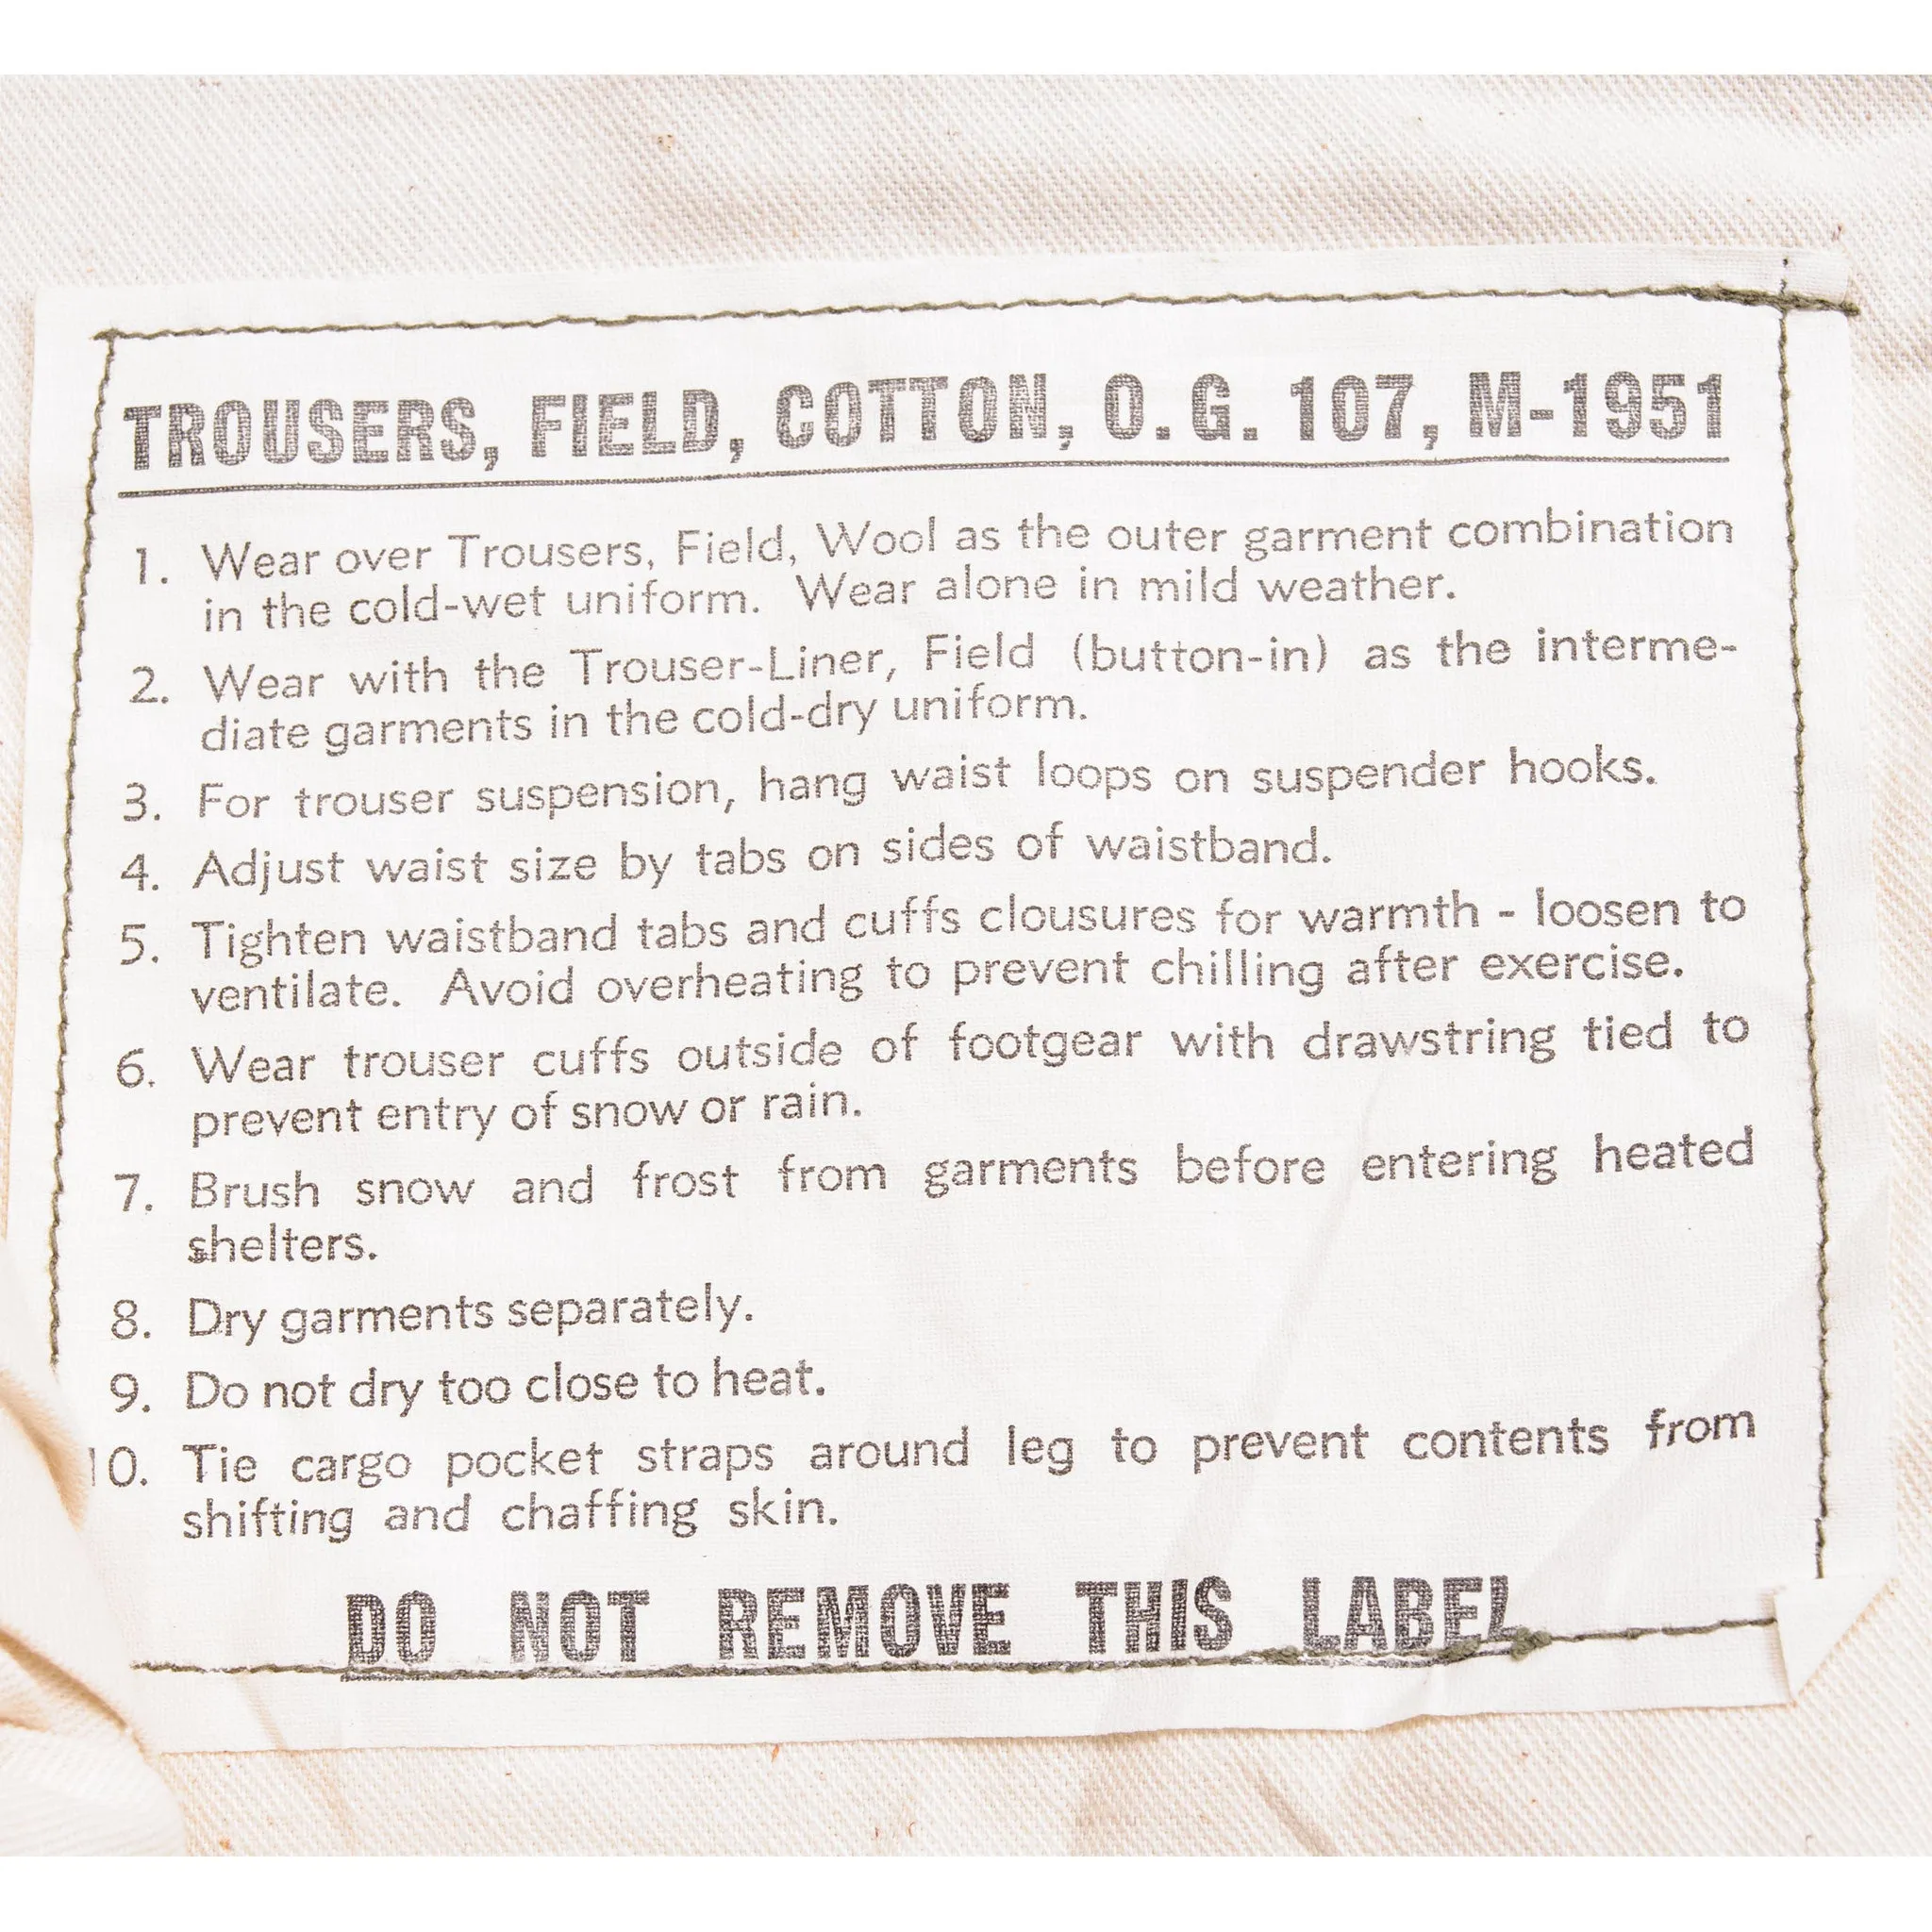 TROUSERS, FIELD, COTTON, O.G. 107, M-1951
1. Wear over Trousers, Field, Wool as the outer garment combination
in the cold-wet uniform. Wear alone in mild weather.
2. Wear with the Trouser-Liner, Field (button-in) as the interme-
diate garments in the cold-dry uniform.
3. For trouser suspension, hang waist loops on suspender hooks.
4. Adjust waist size by tabs on sides of waistband.
5. Tighten waistband tabs and cuffs clousures for warmth - loosen to
ventilate. Avoid overheating to prevent chilling after exercise.
6. Wear trouser cuffs outside of footgear with drawstring tied to
prevent entry of snow or rain.
7. Brush snow and frost from garments before entering heated
shelters.
8. Dry garments separately.
9. Do not dry too close to heat.
10. Tie cargo pocket straps around leg to prevent contents from
shifting and chaffing skin.
DO NOT REMOVE THIS LABEL